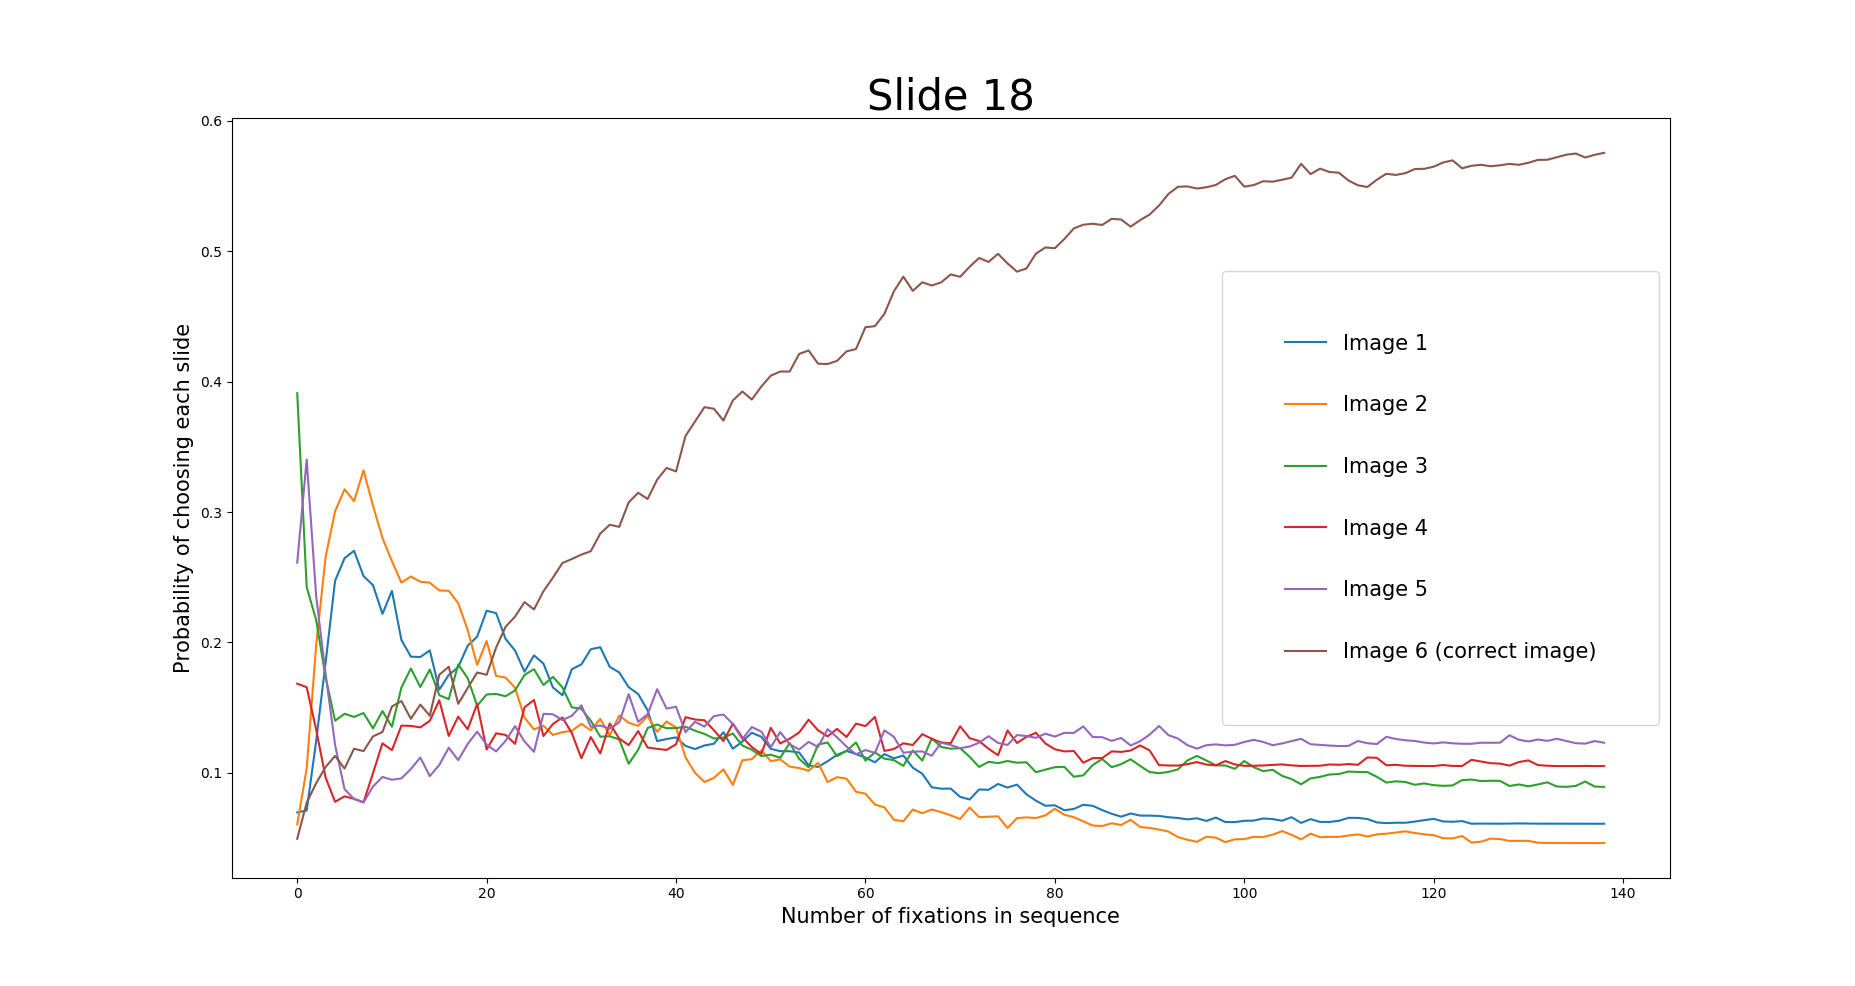 Slide 18
Probability of choosing each slide
0.6
0.5
0.4
0.3
0.2
0.1
Image 1
Image 2
Image 3
Image 4
Image 5
Image 6 (correct image)
0 20 40 60 80 100 120 140
Number of fixations in sequence